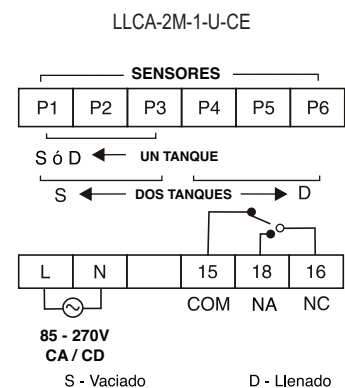 LLCA-2M-1-U-CE
SENSORES
P1 P2 P3 P4 P5 P6
S ó D UN TANQUE
S DOS TANQUES D
L N 15 18 16
COM NA NC
85 - 270V
CA / CD
S - Vaciado D - Llenado